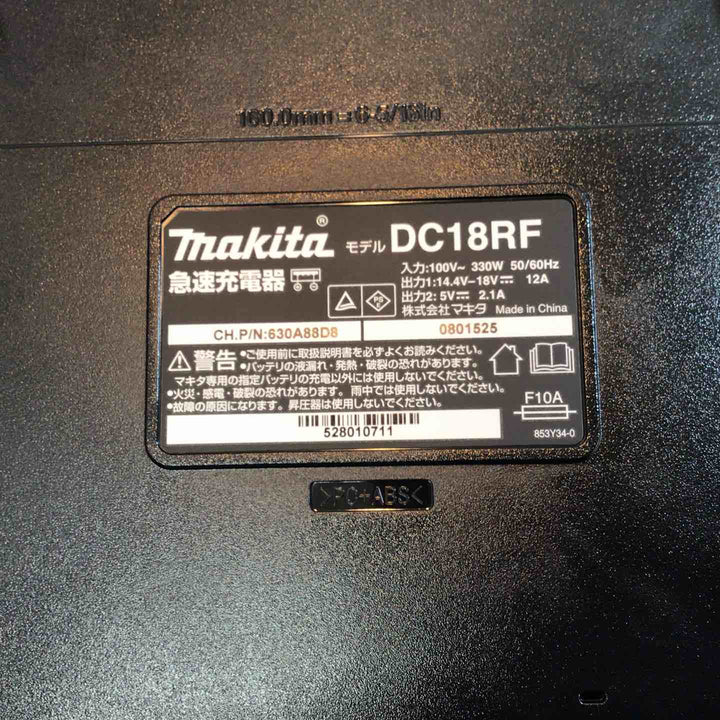 160.0mm = 6-5/16in
makita® モデル DC18RF
急速充電器
入力:100V~ 330W 50/60Hz
出力1:14.4V-18V⎓ 12A
出力2:5V⎓ 2.1A
株式会社マキタ Made in China
PS
E
CH.P/N:630A88D8
0801525
警告
•ご使用前に取扱説明書を必ずよくお読みください。
•バッテリの液漏れ・発熱・破裂の恐れがあります。
マキタ専用の指定バッテリの充電以外には使用しないでください。
•火災・感電・破裂の恐れがあります。雨中では使用しないでください。
•故障の原因になります。昇圧器は使用しないでください。
F10A
528010711
853Y34-0
>PC+ABS<